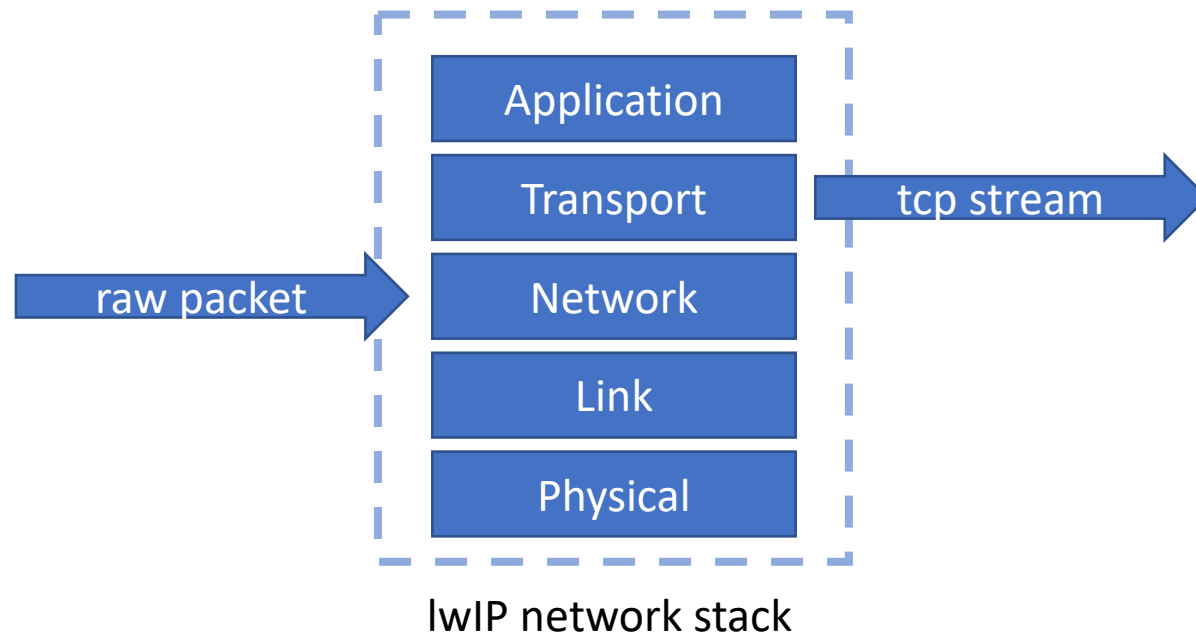 Application
Transport
tcp stream
raw packet
Network
Link
Physical
lwIP network stack